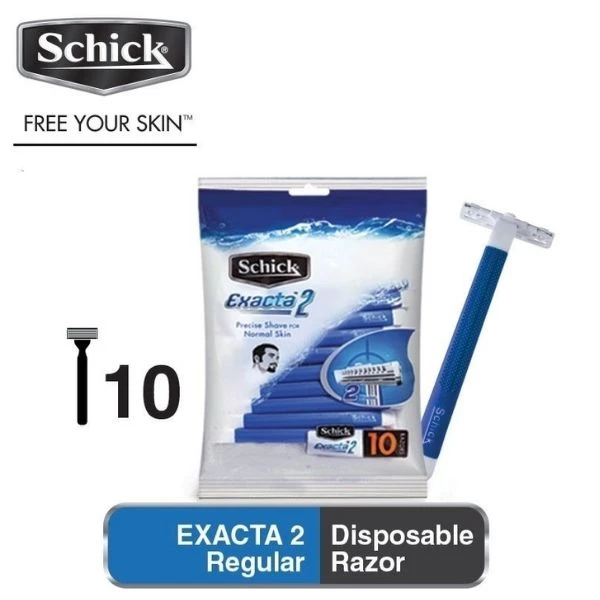 Schick®
FREE YOUR SKIN™
Schick
Exacta 2
Precise Shave FOR
Normal Skin
2
Schick
Exacta 2
10
RAZORS
Schick
10
EXACTA 2
Regular
Disposable
Razor